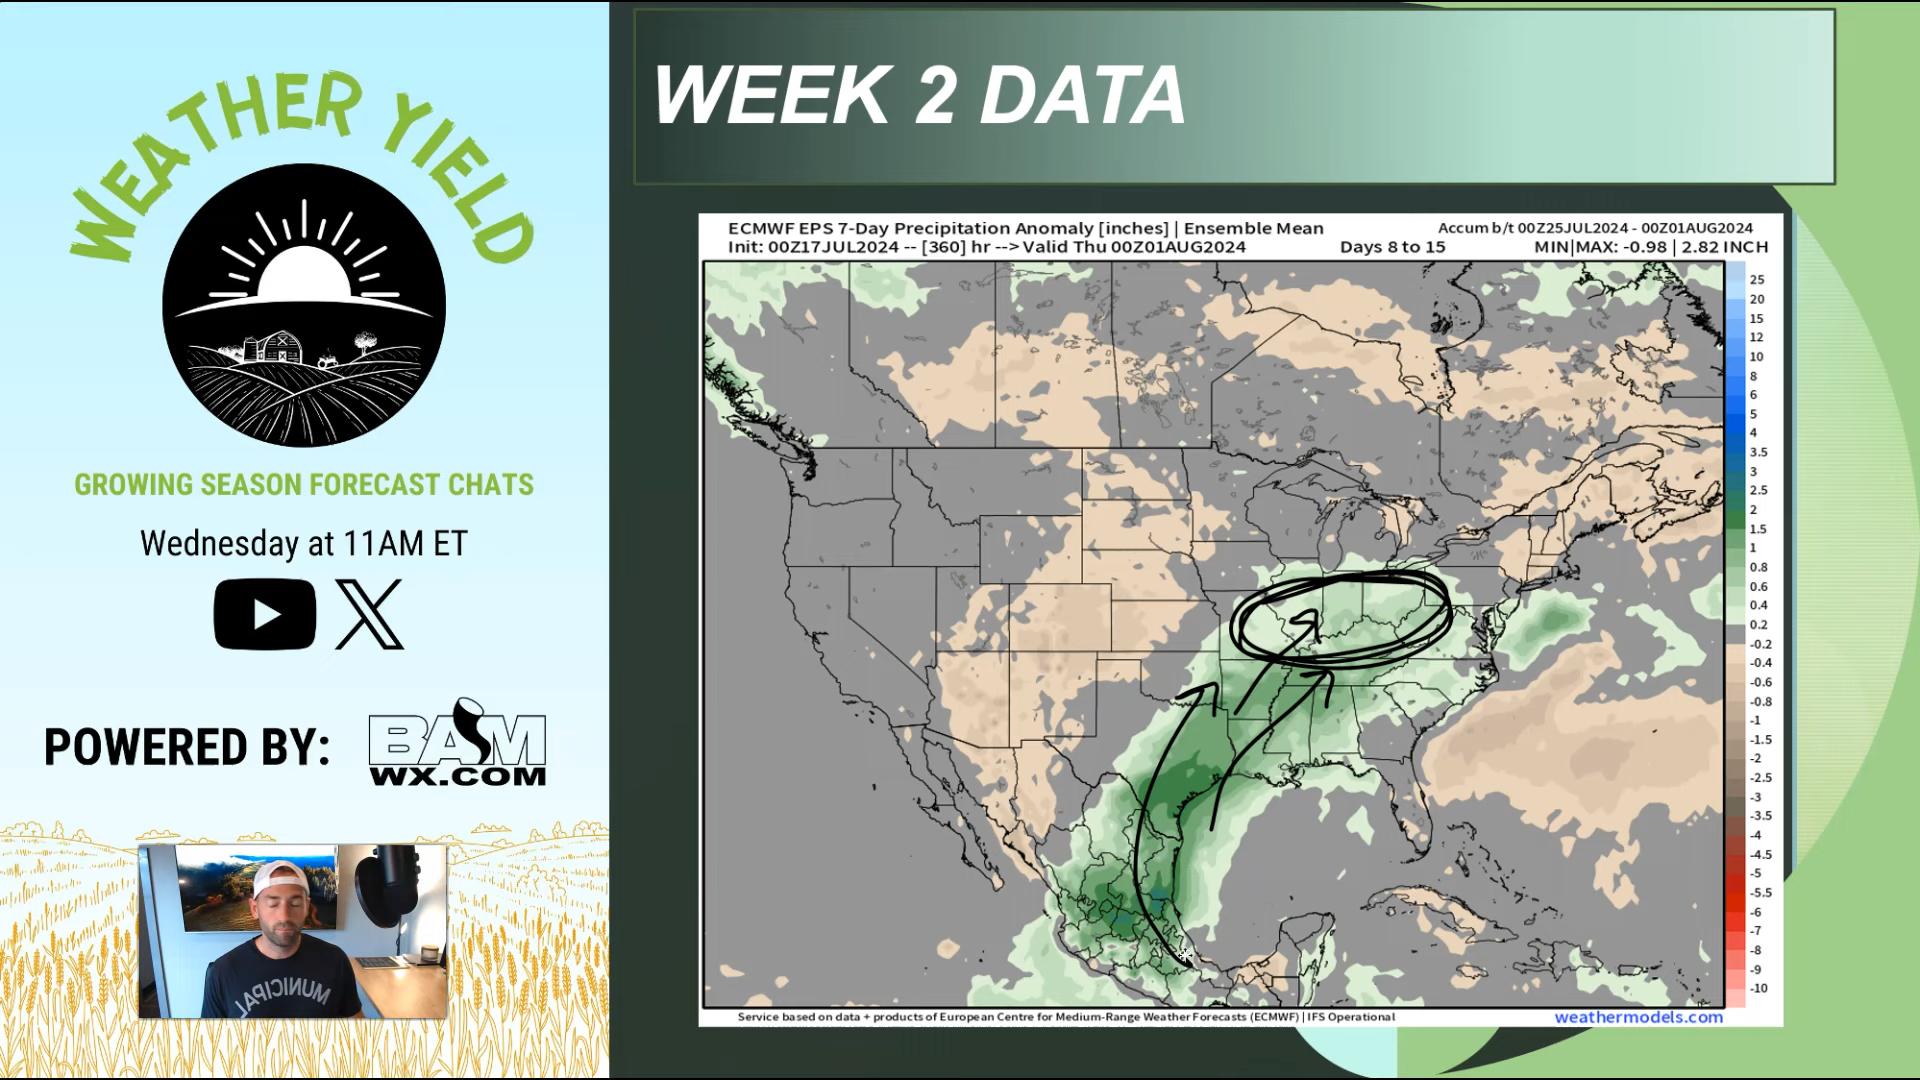 WEATHER YIELD
GROWING SEASON FORECAST CHATS
Wednesday at 11AM ET
POWERED BY:
BAM
WX.COM
MUNICIPAL
WEEK 2 DATA
ECMWF EPS 7-Day Precipitation Anomaly [inches] | Ensemble Mean
Accum b/t 00Z25JUL2024 - 00Z01AUG2024
Init: 00Z17JUL2024 -- [360] hr --> Valid Thu 00Z01AUG2024
Days 8 to 15
MIN|MAX: -0.98 | 2.82 INCH
25
20
15
12
10
8
6
5
4
3.5
3
2.5
2
1.5
1
0.8
0.6
0.4
0.2
-0.2
-0.4
-0.6
-0.8
-1
-1.5
-2
-2.5
-3
-3.5
-4
-4.5
-5
-5.5
-6
-7
-8
-9
-10
Service based on data + products of European Centre for Medium-Range Weather Forecasts (ECMWF) | IFS Operational
weathermodels.com